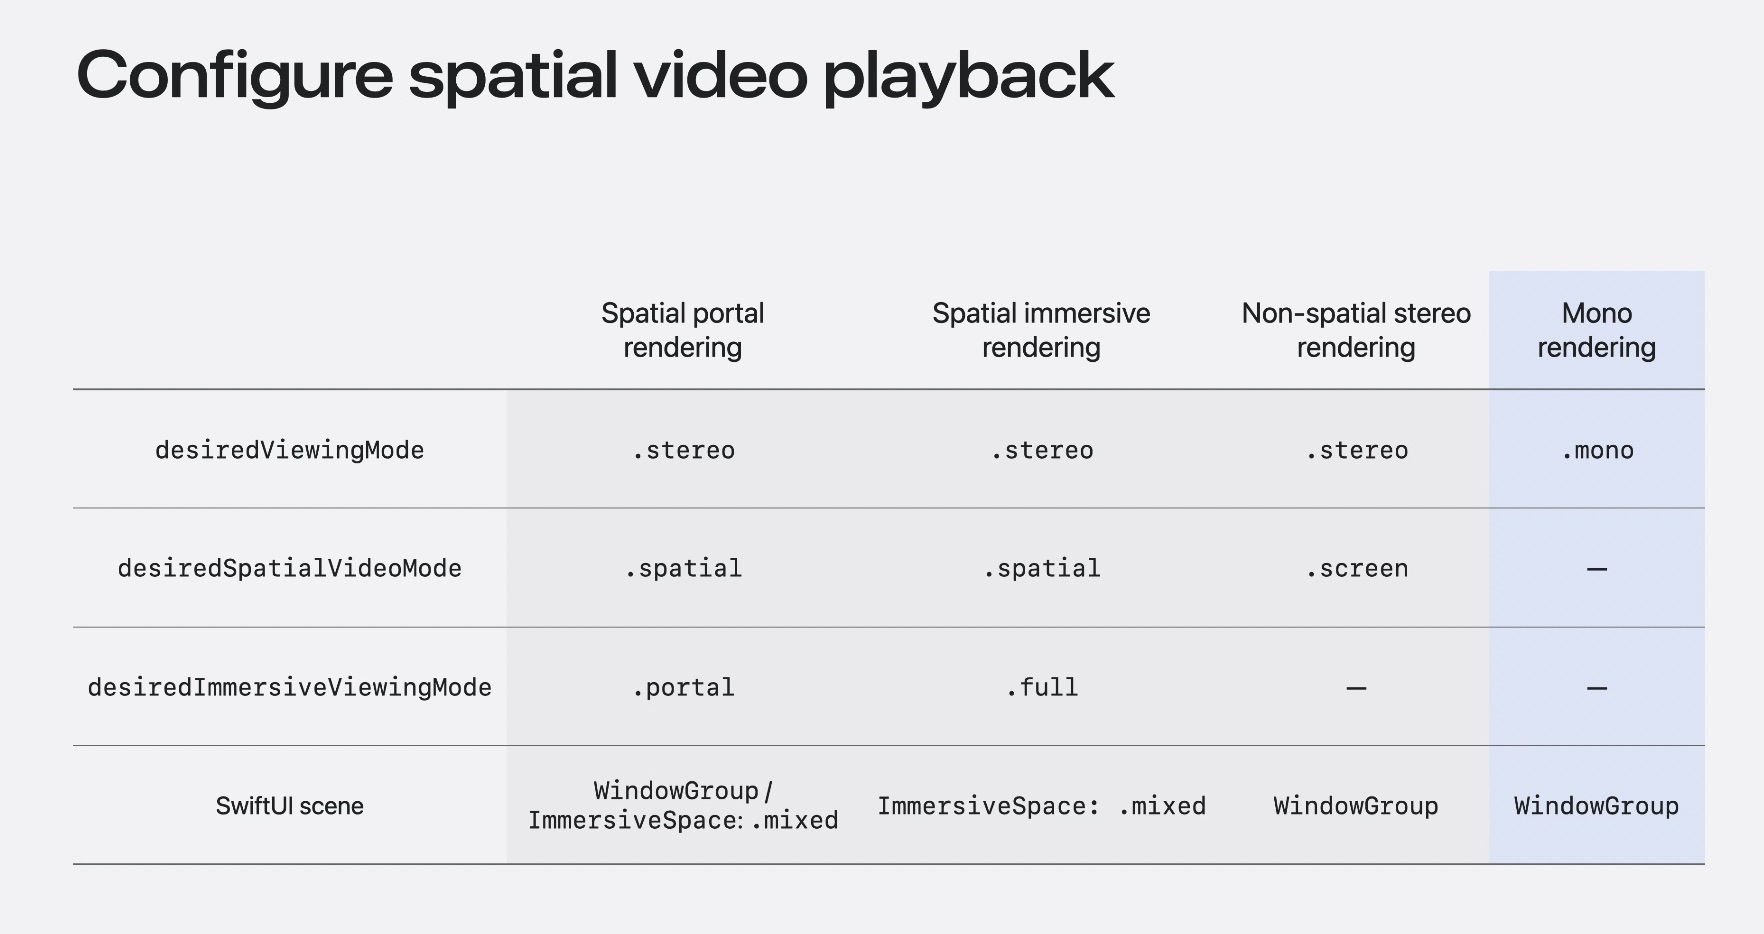 Configure spatial video playback
Spatial portal
rendering
Spatial immersive
rendering
Non-spatial stereo
rendering
Mono
rendering
desiredViewingMode .stereo .stereo .stereo .mono
desiredSpatialVideoMode .spatial .spatial .screen —
desiredImmersiveViewingMode .portal .full — —
SwiftUI scene
WindowGroup /
ImmersiveSpace: .mixed
ImmersiveSpace: .mixed
WindowGroup
WindowGroup